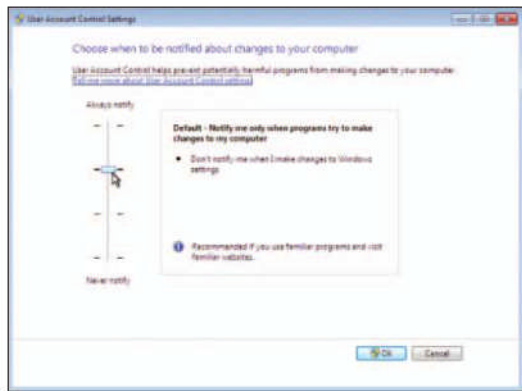 User Account Control Settings
Choose when to be notified about changes to your computer
User Account Control helps prevent potentially harmful programs from making changes to your computer.
Tell me more about User Account Control settings
Always notify
Default - Notify me only when programs try to make
changes to my computer
• Don't notify me when I make changes to Windows
settings
Recommended if you use familiar programs and visit
familiar websites.
Never notify
OK
Cancel